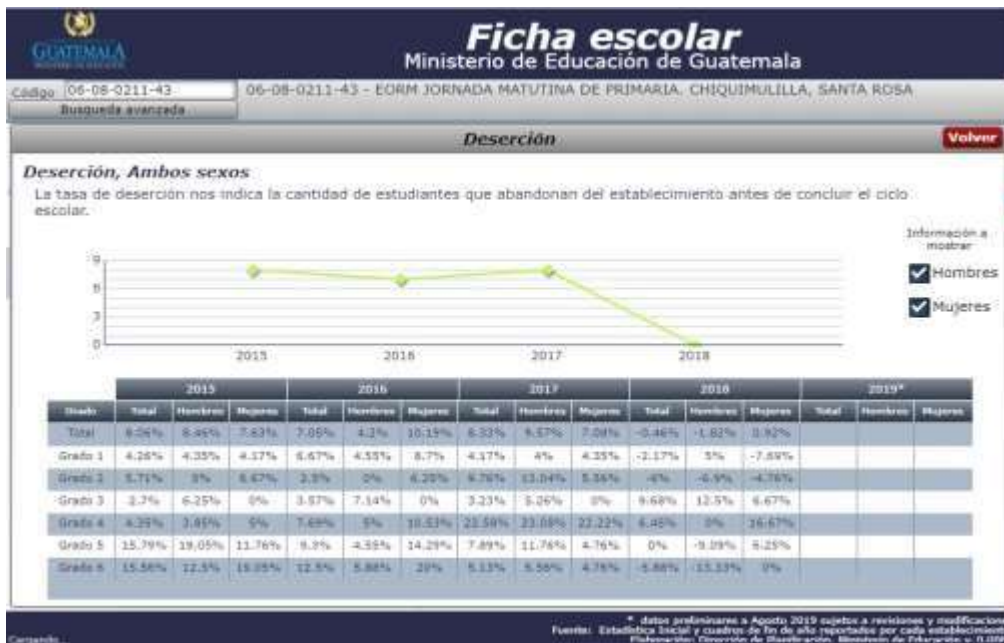 GUATEMALA
Ficha escolar
Ministerio de Educación de Guatemala
Código 06-08-0211-43 06-08-0211-43 - EORM JORNADA MATUTINA DE PRIMARIA. CHIQUIMULILLA, SANTA ROSA
Busqueda avanzada
Deserción Volver
Deserción, Ambos sexos
La tasa de deserción nos indica la cantidad de estudiantes que abandonan del establecimiento antes de concluir el ciclo
escolar.
Información a
mostrar
Hombres
Mujeres
9
6
3
0
2015 2016 2017 2018
2015 2016 2017 2018 2019*
Grado Total Hombres Mujeres Total Hombres Mujeres Total Hombres Mujeres Total Hombres Mujeres Total Hombres Mujeres
Total 8.06% 8.46% 7.63% 7.05% 4.2% 10.19% 8.33% 9.57% 7.08% -0.46% -1.82% 0.92%
Grado 1 4.26% 4.35% 4.17% 6.67% 4.55% 8.7% 4.17% 4% 4.35% -2.17% 5% -7.69%
Grado 2 5.71% 5% 6.67% 0% 6.25% 9.76% 13.04% 5.56% -6% -6.9% -4.76%
Grado 3 2.7% 6.25% 0% 3.57% 7.14% 0% 3.23% 5.26% 0% 9.68% 12.5% 6.67%
Grado 4 4.35% 3.85% 5% 7.69% 5% 10.53% 22.22% 6.45% 0% 16.67%
Grado 5 15.79% 19.05% 11.76% 4.55% 14.29% 7.89% 11.76% 4.76% 0% -9.09% 6.25%
Grado 6 15.56% 12.5% 19.05% 12.5% 5.88% 20% 5.13% 5.56% 4.76% -5.88% -13.33% 0%
* datos preliminares a Agosto 2019 sujetos a revisiones y modificacion
Fuente: Estadística Inicial y cuadros de fin de año reportados por cada establecimien
Elaboración: Dirección de Planificación, Ministerio de Educación
Cargando